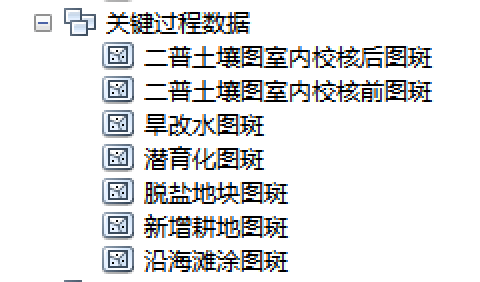 关键过程数据
二普土壤图室内校核后图斑
二普土壤图室内校核前图斑
旱改水图斑
潜育化图斑
脱盐地块图斑
新增耕地图斑
沿海滩涂图斑